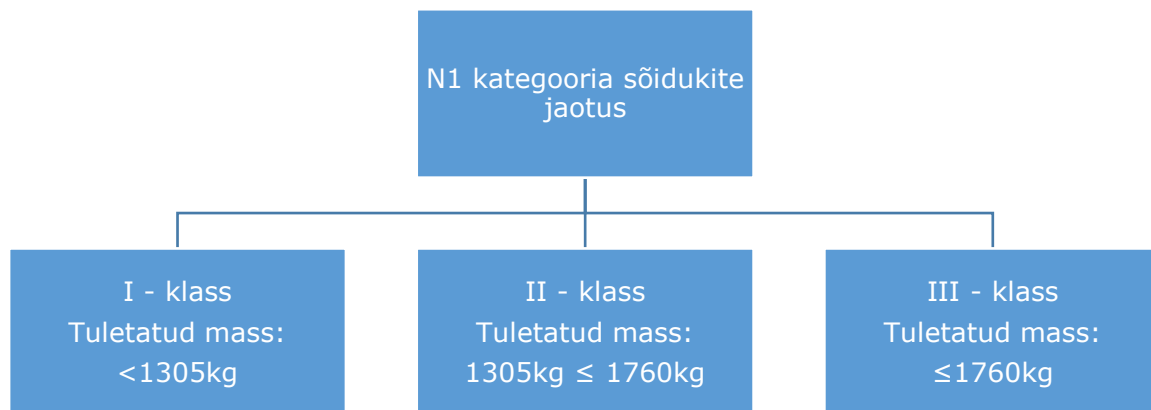 N1 kategooria sõidukite
jaotus
I - klass
Tuletatud mass:
<1305kg
II - klass
Tuletatud mass:
1305kg ≤ 1760kg
III - klass
Tuletatud mass:
≤1760kg